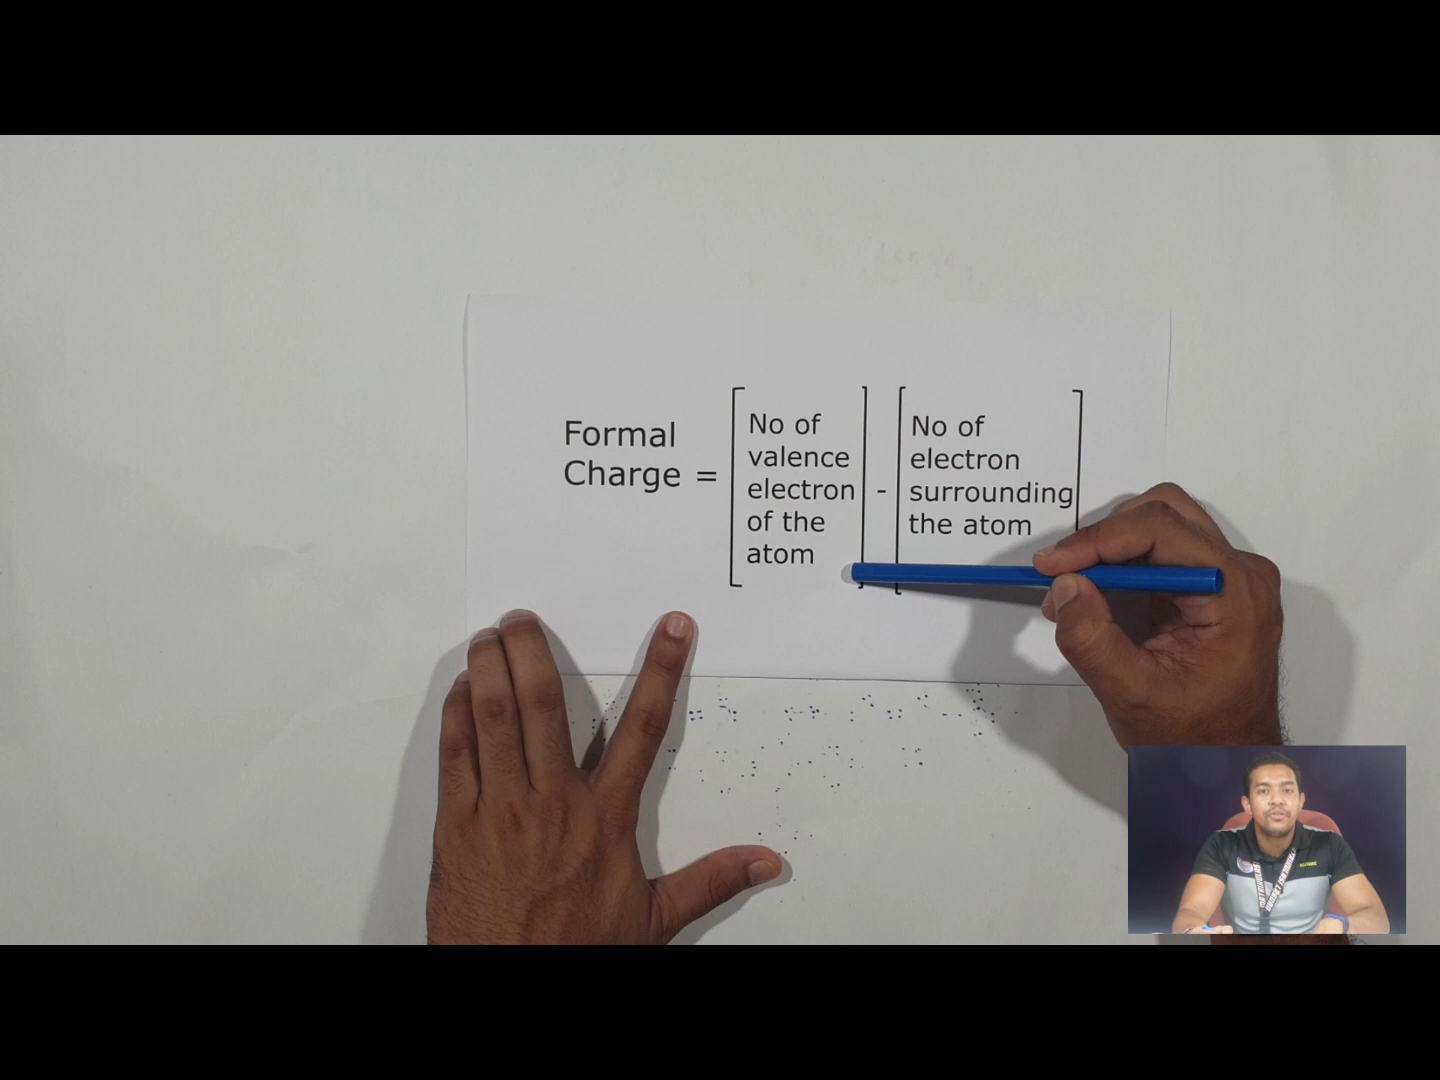 Formal
Charge =
No of
valence
electron
of the
atom
-
No of
electron
surrounding
the atom